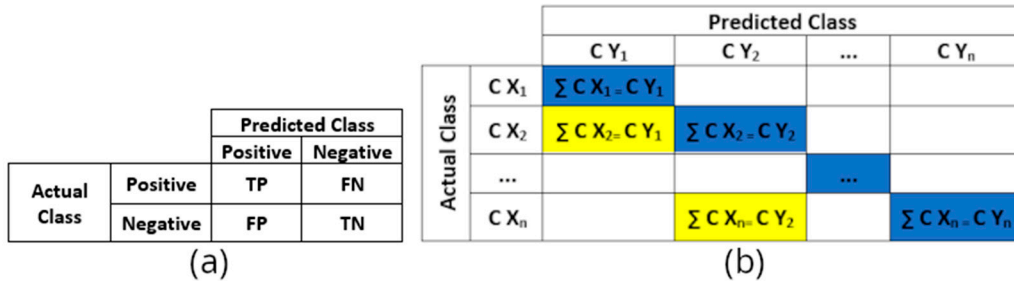 Predicted Class
Positive Negative
Actual Class
Positive TP FN
Negative FP TN
(a)
Predicted Class
C Y₁ C Y₂ ... C Yₙ
Actual Class
C X₁ ∑ C X₁ = C Y₁
C X₂ ∑ C X₂= C Y₁ ∑ C X₂= C Y₂
... ...
C Xₙ ∑ C Xₙ= C Y₂ ∑ C Xₙ= C Yₙ
(b)